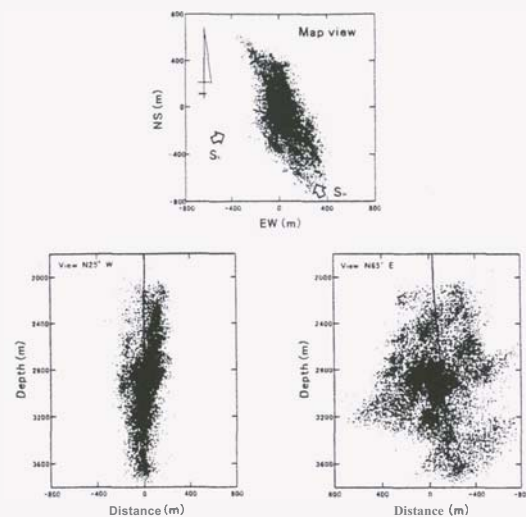 Map view
800
400
0
-400
-800
NS (m)
S
S
-800 -400 0 400 800
EW (m)
View N25° W
2000
2400
2800
3200
3600
Depth (m)
-800 -400 0 400 800
Distance (m)
View N65° E
2400
2800
3200
3600
Depth (m)
800 400 0 -400 -800
Distance (m)